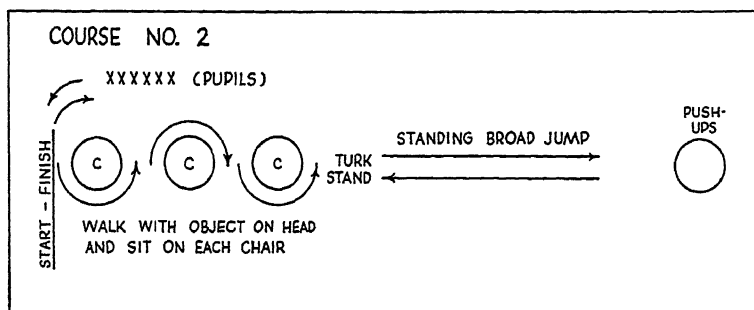 COURSE NO. 2
XXXXXX (PUPILS)
START - FINISH
C
C
C
TURK
STAND
STANDING BROAD JUMP
PUSH-
UPS
WALK WITH OBJECT ON HEAD
AND SIT ON EACH CHAIR